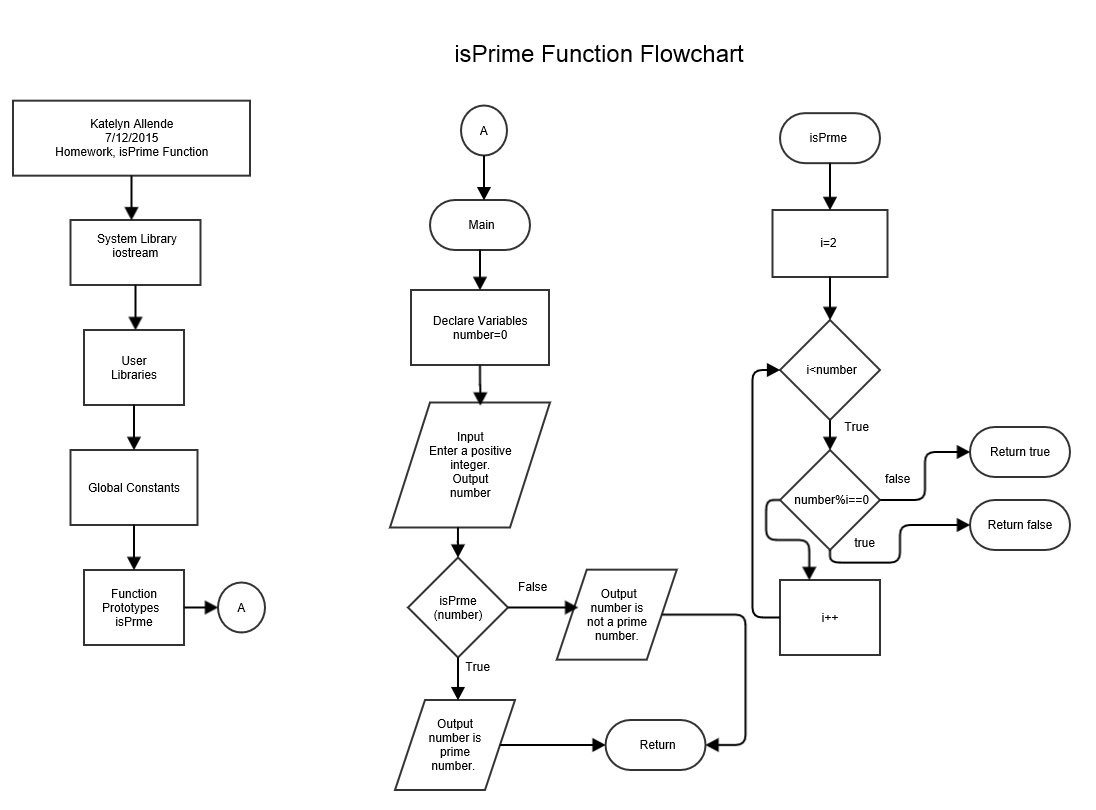 isPrime Function Flowchart
Katelyn Allende
7/12/2015
Homework, isPrime Function
System Library
iostream
User
Libraries
Global Constants
Function
Prototypes
isPrme
A
A
Main
Declare Variables
number=0
Input
Enter a positive
integer.
Output
number
isPrme
(number)
False
Output
number is
not a prime
number.
True
Output
number is
prime
number.
Return
isPrme
i=2
i<number
True
number%i==0
false
Return true
true
Return false
i++